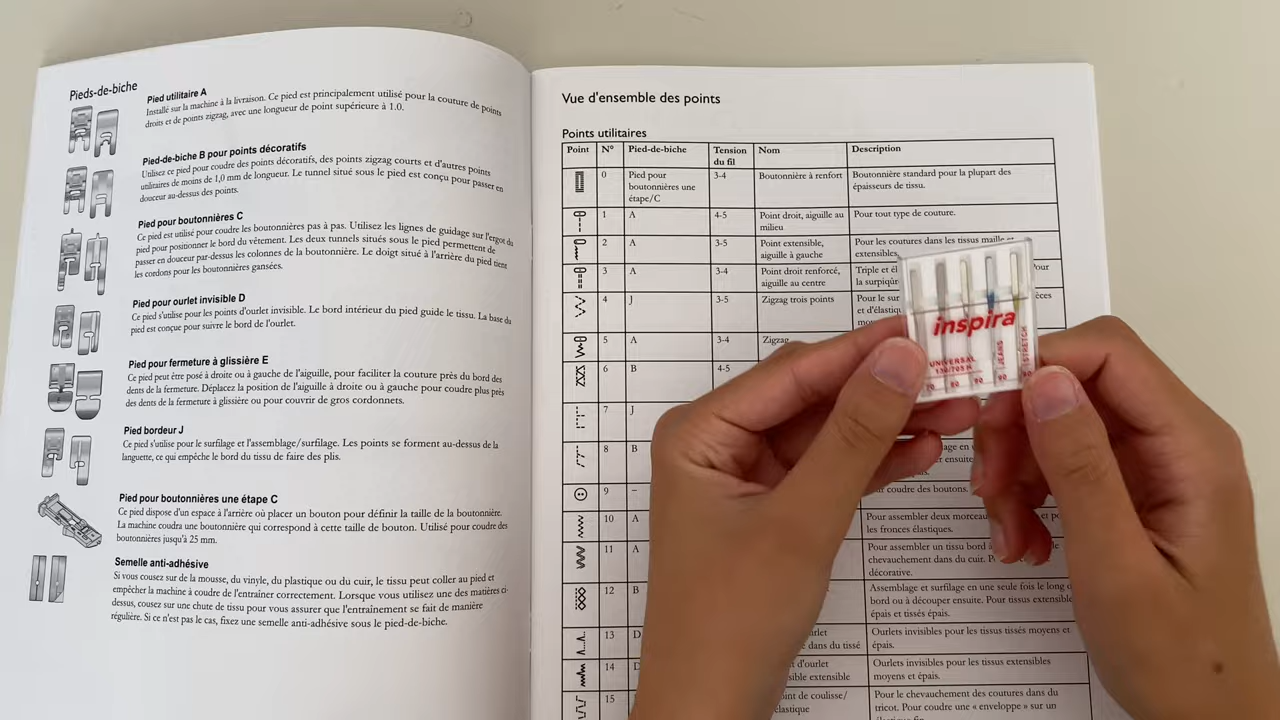 Pieds-de-biche
Pied utilitaire A
Installé sur la machine à la livraison. Ce pied est principalement utilisé pour la couture de points
droits et de points zigzag, avec une longueur de point supérieure à 1.0.
Pied-de-biche B pour points décoratifs
Utilisez ce pied pour coudre des points décoratifs, des points zigzag courts et d'autres points
utilitaires de moins de 1,0 mm de longueur. Le tunnel situé sous le pied est conçu pour passer en
douceur au-dessus des points.
Pied pour boutonnières C
Ce pied est utilisé pour coudre les boutonnières pas à pas. Utilisez les lignes de guidage sur l'ergot du
pied pour positionner le bord du vêtement. Les deux tunnels situés sous le pied permettent de
passer en douceur par-dessus les colonnes de la boutonnière. Le doigt situé à l'arrière du pied tient
les cordons pour les boutonnières gansées.
Pied pour ourlet invisible D
Ce pied s'utilise pour les points d'ourlet invisible. Le bord intérieur du pied guide le tissu. La base du
pied est conçue pour suivre le bord de l'ourlet.
Pied pour fermeture à glissière E
Ce pied peut être posé à droite ou à gauche de l'aiguille, pour faciliter la couture près du bord des
dents de la fermeture. Déplacez la position de l'aiguille à droite ou à gauche pour coudre plus près
des dents de la fermeture à glissière ou pour couvrir de gros cordonnets.
Pied bordeur J
Ce pied s'utilise pour le surfilage et l'assemblage/surfilage. Les points se forment au-dessus de la
languette, ce qui empêche le bord du tissu de faire des plis.
Pied pour boutonnières une étape C
Ce pied dispose d'un espace à l'arrière où placer un bouton pour définir la taille de la boutonnière.
La machine coudra une boutonnière qui correspond à cette taille de bouton. Utilisé pour coudre des
boutonnières jusqu'à 25 mm.
Semelle anti-adhésive
Si vous cousez sur de la mousse, du vinyle, du plastique ou du cuir, le tissu peut coller au pied et
empêcher la machine à coudre de l'entraîner correctement. Lorsque vous utilisez une des matières ci-
dessus, cousez sur une chute de tissu pour vous assurer que l'entraînement se fait de manière
régulière. Si ce n'est pas le cas, fixez une semelle anti-adhésive sous le pied-de-biche.
Vue d'ensemble des points
Points utilitaires
Point N° Pied-de-biche Tension du fil Nom Description
0 Pied pour boutonnières une étape/C 3-4 Boutonnière à renfort Boutonnière standard pour la plupart des épaisseurs de tissu.
1 A 4-5 Point droit, aiguille au milieu Pour tout type de couture.
2 A 3-5 Point extensible, aiguille à gauche Pour les coutures dans les tissus maille extensibles
3 A 3-4 Point droit renforcé, aiguille au centre Triple et
la surpiqûre
4 J 3-5 Zigzag trois points Pour le
et d'élastique
5 A 3-4 Zigzag
6 B 4-5
7 J
8 B
9 – coudre des boutons.
10 A Pour assembler deux morceaux et
les fronces élastiques.
11 A Pour assembler un tissu bord à le
chevauchement dans du cuir.
décorative.
12 B Assemblage et surfilage en une seule fois le long
bord ou à découper ensuite. Pour tissus extensible
épais et tissés épais.
13 D dans du tissé Ourlets invisibles pour les tissus tissés moyens et épais.
14 d'ourlet extensible Ourlets invisibles pour les tissus extensibles moyens et épais.
15 de coulisse/ élastique Pour le chevauchement des coutures dans du
tricot. Pour coudre une « enveloppe » sur un
inspira
UNIVERSAL
130/705 H
JEANS
STRETCH
70 80 90 90 90